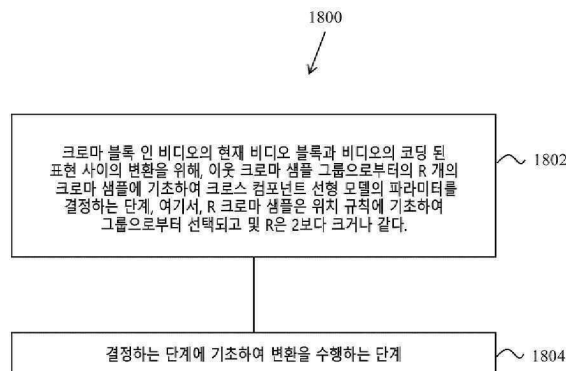 1800
크로마 블록 인 비디오의 현재 비디오 블록과 비디오의 코딩 된
표현 사이의 변환을 위해, 이웃 크로마 샘플 그룹으로부터의 R 개의
크로마 샘플에 기초하여 크로스 컴포넌트 선형 모델의 파라미터를
결정하는 단계, 여기서, R 크로마 샘플은 위치 규칙에 기초하여
그룹으로부터 선택되고 및 R은 2보다 크거나 같다.
1802
결정하는 단계에 기초하여 변환을 수행하는 단계
1804